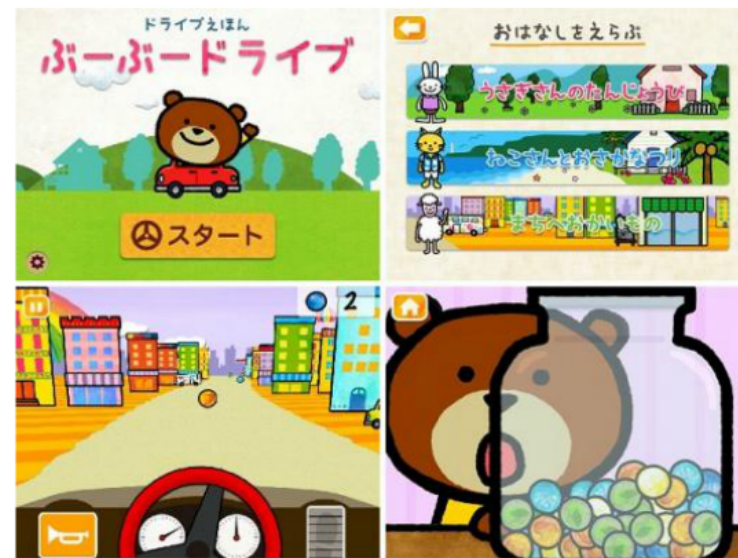 ドライブえほん
ぶーぶードライブ
スタート
おはなしをえらぶ
うさぎさんのたんじょうび
ねこさんとおさかなつり
まちへおかいもの
2